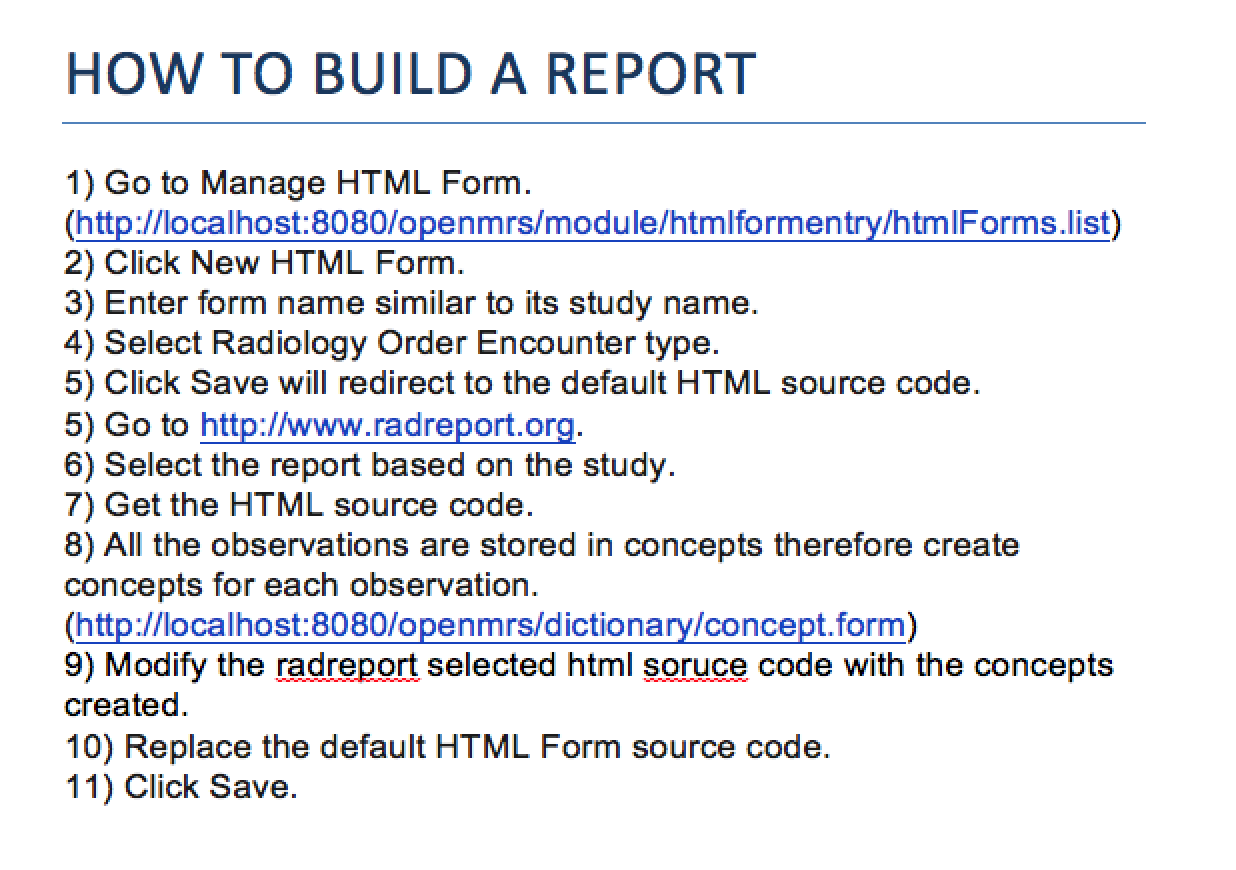 HOW TO BUILD A REPORT
1) Go to Manage HTML Form.
(http://localhost:8080/openmrs/module/htmlformentry/htmlForms.list)
2) Click New HTML Form.
3) Enter form name similar to its study name.
4) Select Radiology Order Encounter type.
5) Click Save will redirect to the default HTML source code.
5) Go to http://www.radreport.org.
6) Select the report based on the study.
7) Get the HTML source code.
8) All the observations are stored in concepts therefore create
concepts for each observation.
(http://localhost:8080/openmrs/dictionary/concept.form)
9) Modify the radreport selected html soruce code with the concepts
created.
10) Replace the default HTML Form source code.
11) Click Save.